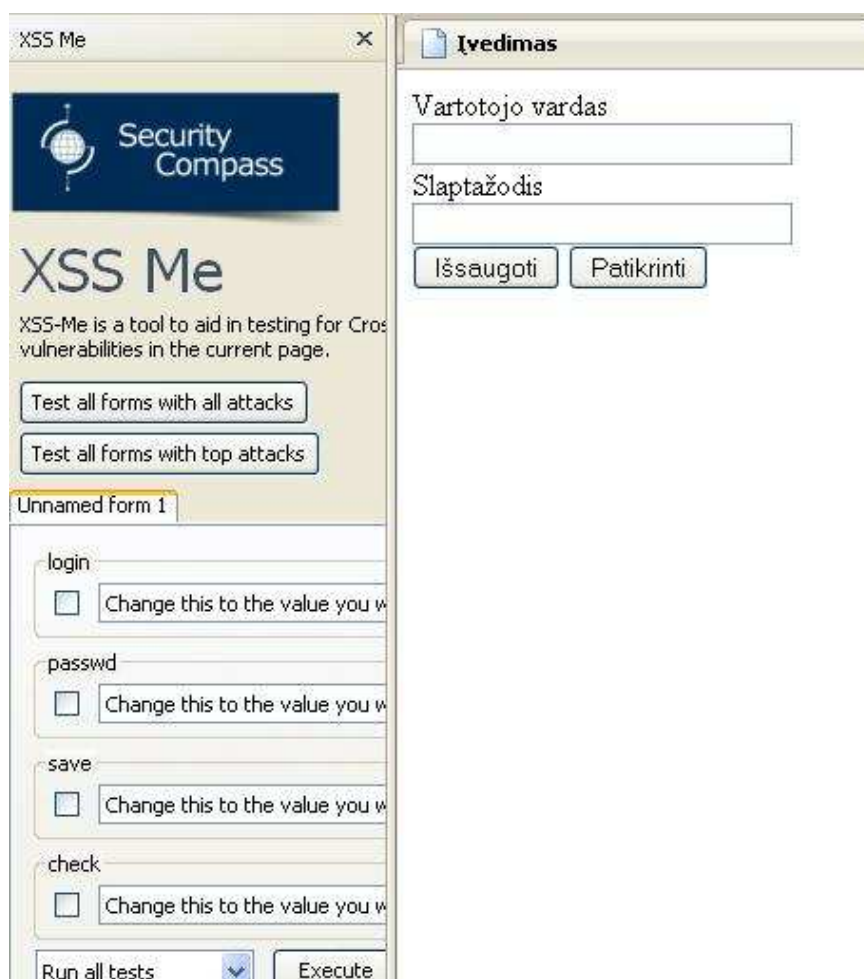 XSS Me
Security
Compass
XSS Me
XSS-Me is a tool to aid in testing for Cros
vulnerabilities in the current page.
Test all forms with all attacks
Test all forms with top attacks
Unnamed form 1
login
Change this to the value you w
passwd
Change this to the value you w
save
Change this to the value you w
check
Change this to the value you w
Run all tests Execute
Įvedimas
Vartotojo vardas
Slaptažodis
Išsaugoti Patikrinti